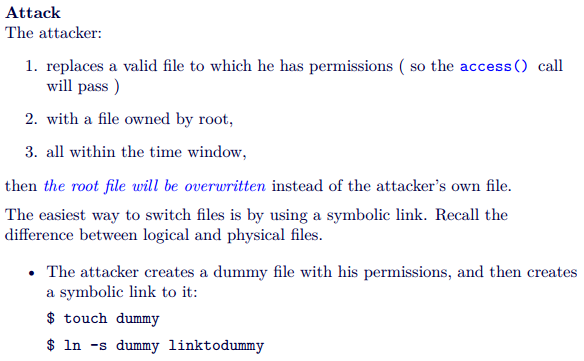 Attack
The attacker:
1. replaces a valid file to which he has permissions ( so the access() call
will pass )
2. with a file owned by root,
3. all within the time window,
then the root file will be overwritten instead of the attacker's own file.
The easiest way to switch files is by using a symbolic link. Recall the
difference between logical and physical files.
• The attacker creates a dummy file with his permissions, and then creates
a symbolic link to it:
$ touch dummy
$ ln -s dummy linktodummy